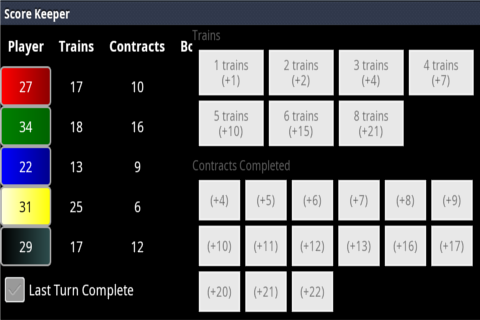 Score Keeper
Player Trains Contracts Bo
27 17 10
34 18 16
22 13 9
31 25 6
29 17 12
Last Turn Complete
Trains
1 trains (+1)
2 trains (+2)
3 trains (+4)
4 trains (+7)
5 trains (+10)
6 trains (+15)
8 trains (+21)
Contracts Completed
(+4) (+5) (+6) (+7) (+8) (+9)
(+10) (+11) (+12) (+13) (+16) (+17)
(+20) (+21) (+22)